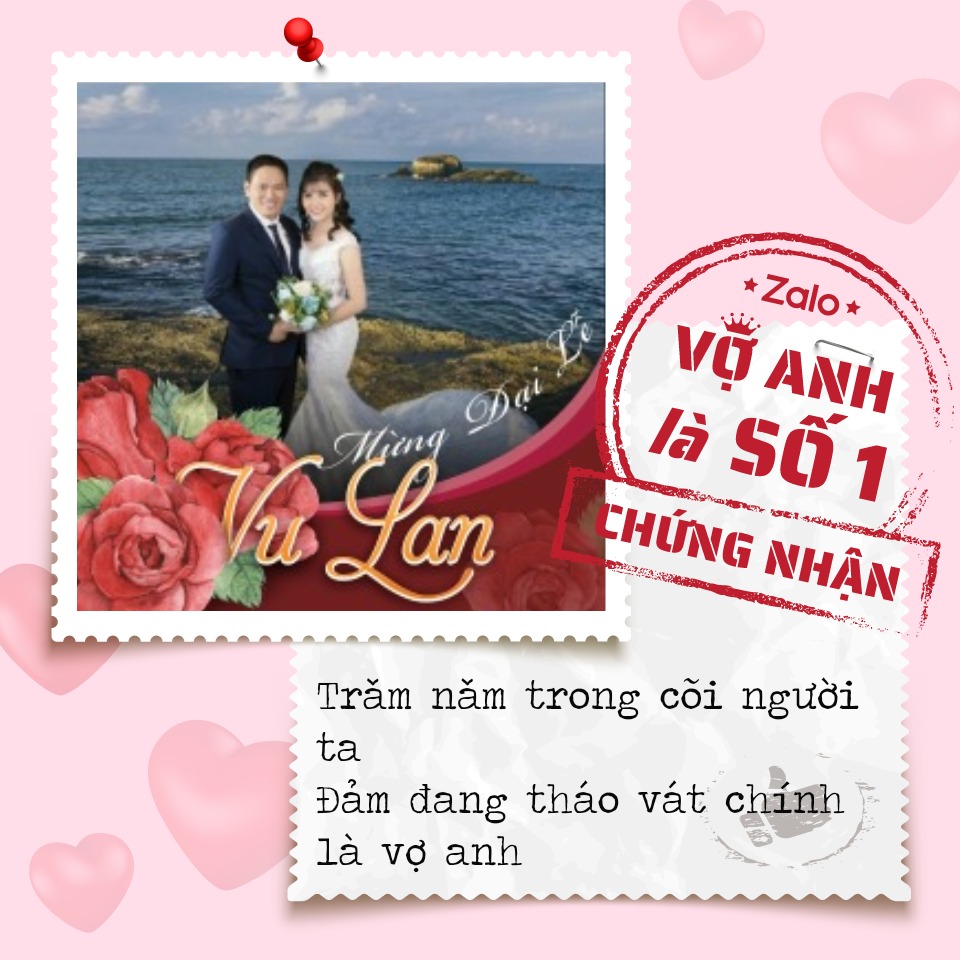 Mừng Đại Lễ
Vu Lan
Zalo
VỢ ANH
là SỐ 1
CHỨNG NHẬN
Trăm năm trong cõi người
ta
Đảm đang tháo vát chính
là vợ anh